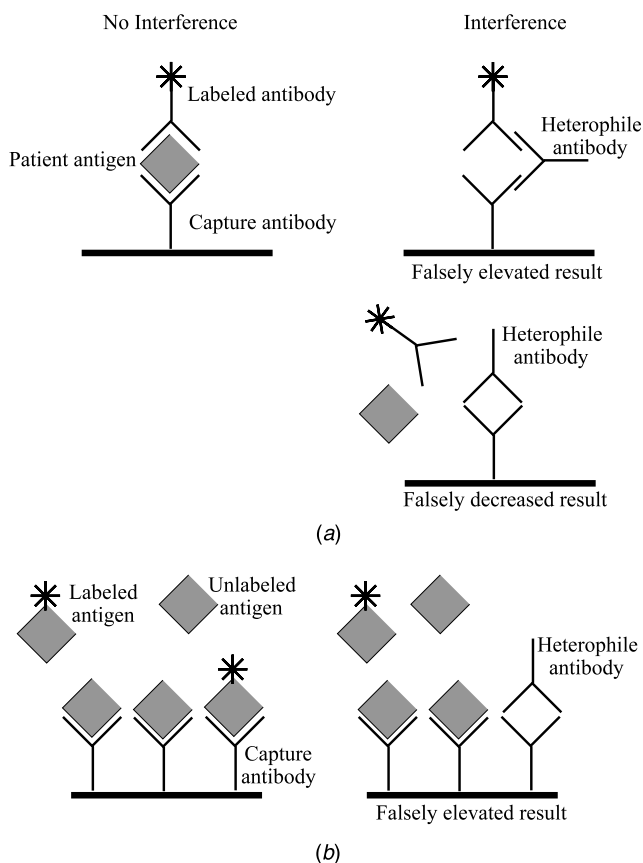 No Interference
Interference
Labeled antibody
Heterophile
antibody
Patient antigen
Capture antibody
Falsely elevated result
Heterophile
antibody
Falsely decreased result
(a)
Labeled
antigen
Unlabeled
antigen
Heterophile
antibody
Capture
antibody
Falsely elevated result
(b)